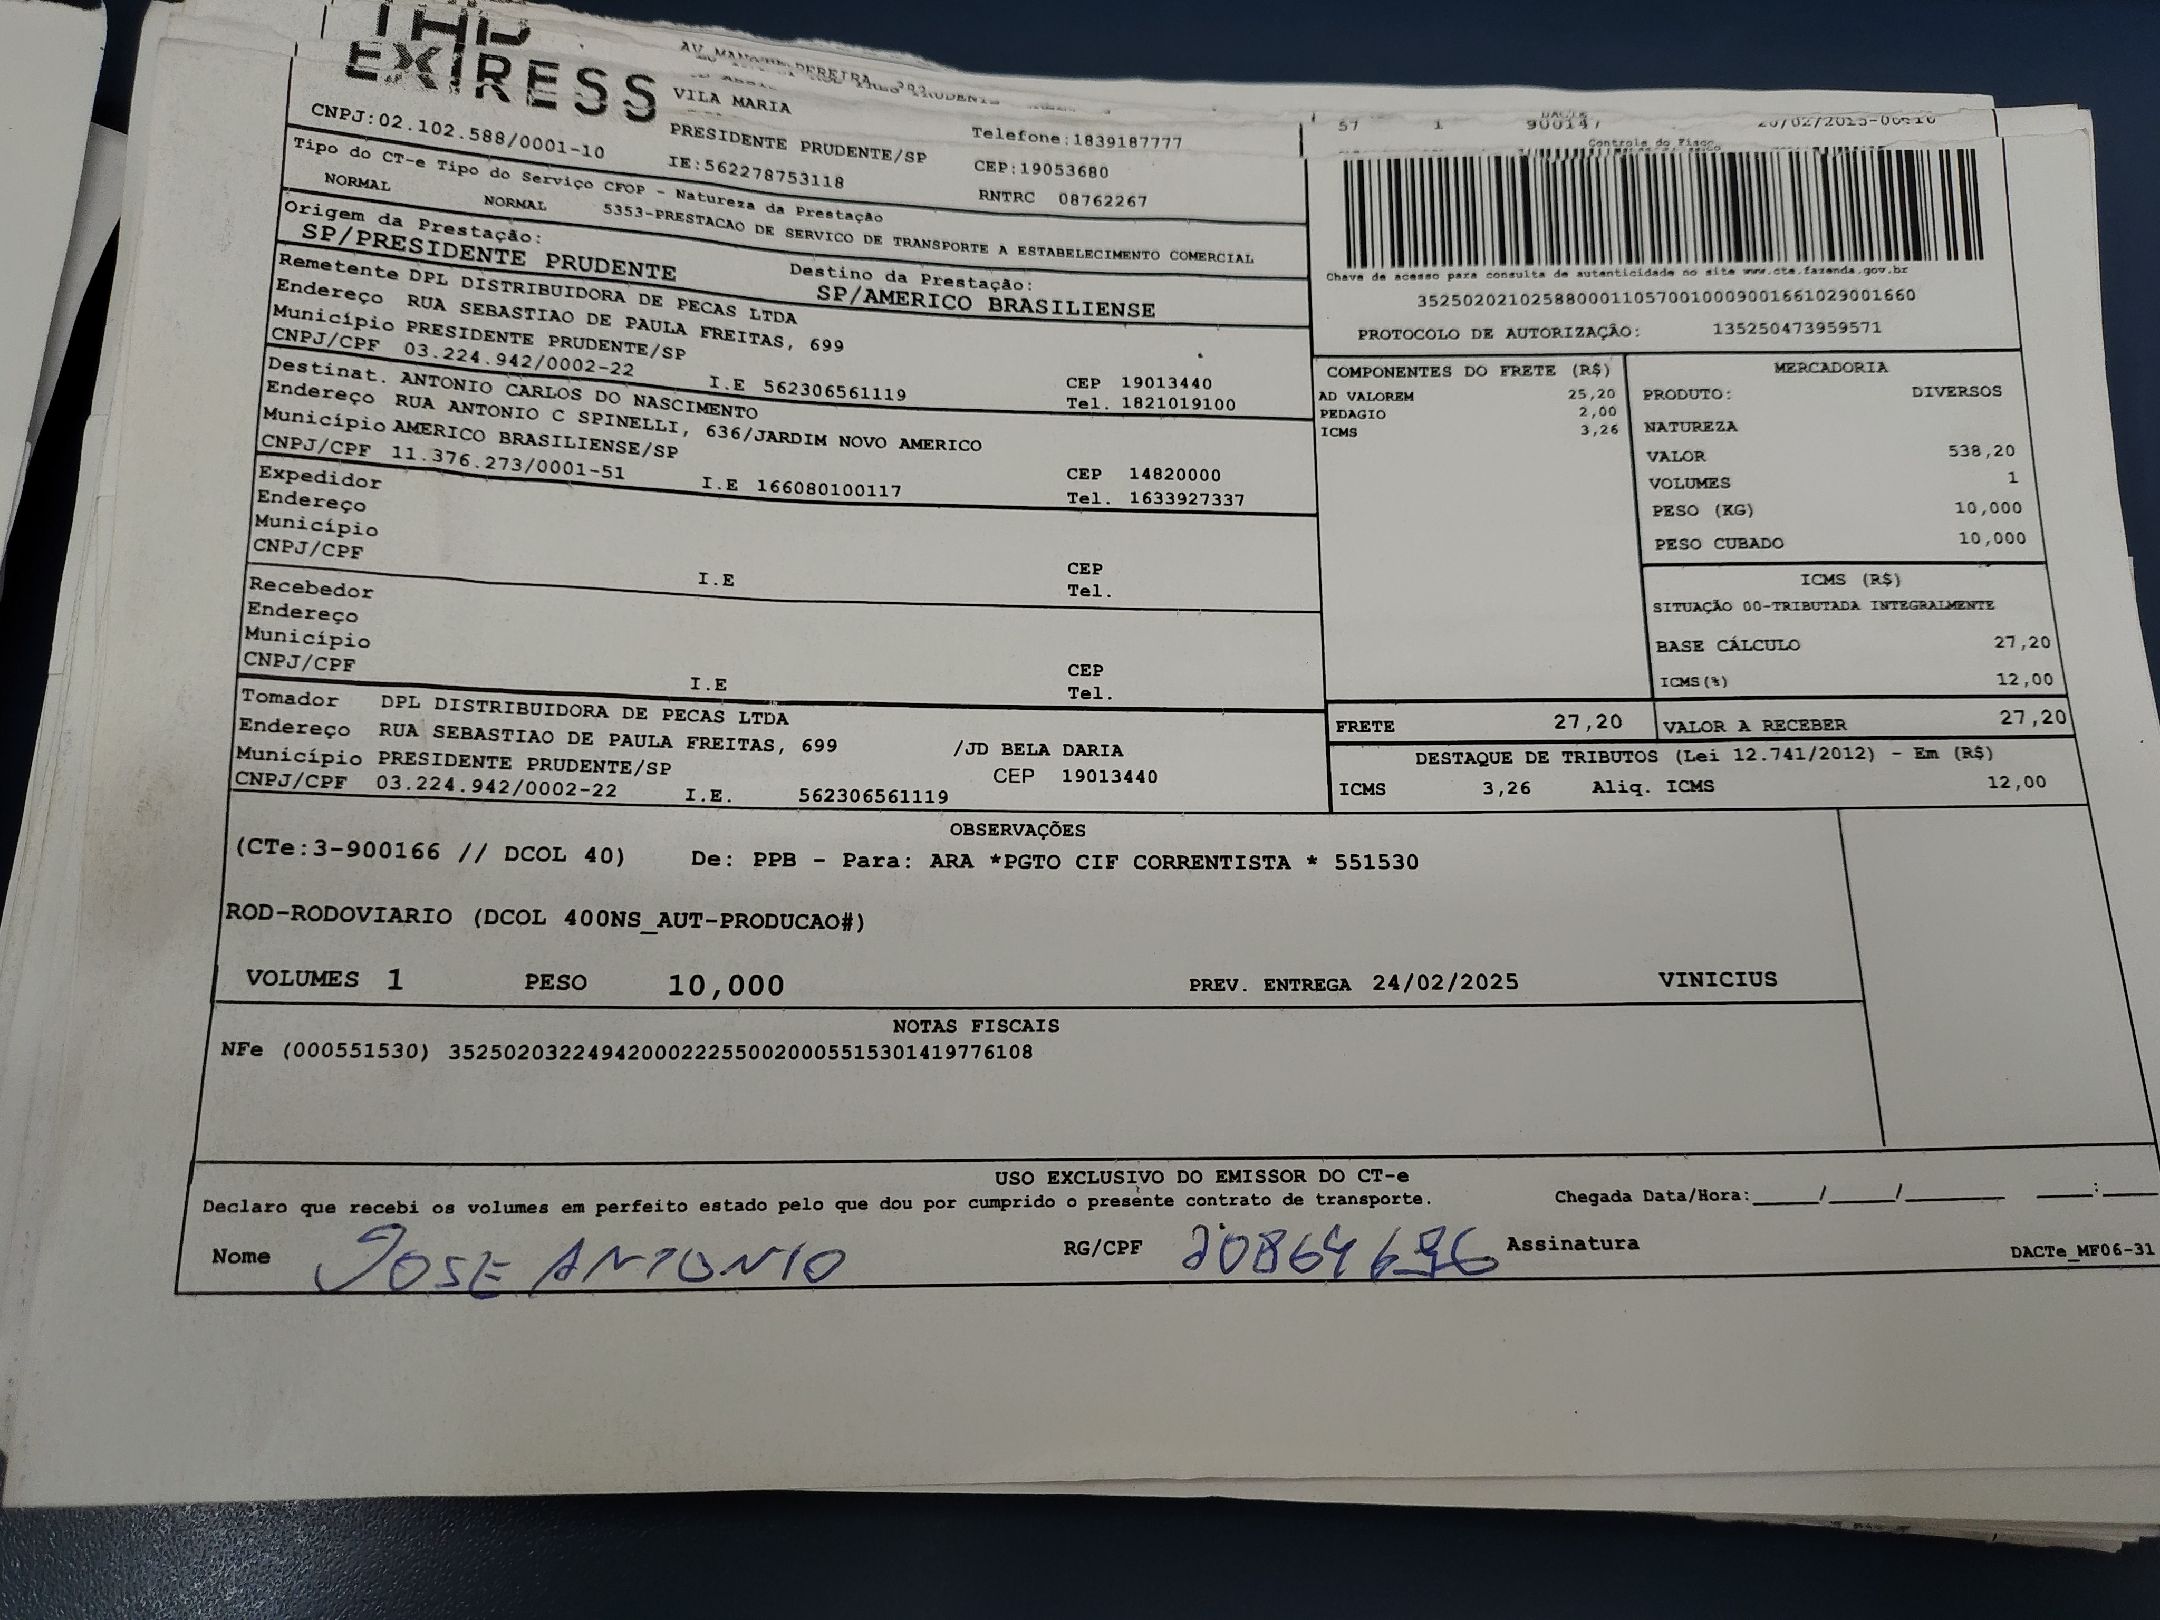 EXPRESS
VILA MARIA
CNPJ:02.102.588/0001-10
PRESIDENTE PRUDENTE/SP Telefone:1839187777
IE:562278753118 CEP:19053680
RNTRC 08762267
Tipo do CT-e Tipo do Serviço CFOP - Natureza da Prestação
NORMAL NORMAL 5353-PRESTACAO DE SERVICO DE TRANSPORTE A ESTABELECIMENTO COMERCIAL
Origem da Prestação: Destino da Prestação:
SP/PRESIDENTE PRUDENTE SP/AMERICO BRASILIENSE
Remetente DPL DISTRIBUIDORA DE PECAS LTDA
Endereço RUA SEBASTIAO DE PAULA FREITAS, 699
Município PRESIDENTE PRUDENTE/SP CEP 19013440
CNPJ/CPF 03.224.942/0002-22 I.E 562306561119 Tel. 1821019100
Destinat. ANTONIO CARLOS DO NASCIMENTO
Endereço RUA ANTONIO C SPINELLI, 636/JARDIM NOVO AMERICO
Município AMERICO BRASILIENSE/SP CEP 14820000
CNPJ/CPF 11.376.273/0001-51 I.E 166080100117 Tel. 1633927337
Expedidor
Endereço
Município CEP
CNPJ/CPF I.E Tel.
Recebedor
Endereço
Município CEP
CNPJ/CPF I.E Tel.
Tomador DPL DISTRIBUIDORA DE PECAS LTDA
Endereço RUA SEBASTIAO DE PAULA FREITAS, 699 /JD BELA DARIA
Município PRESIDENTE PRUDENTE/SP CEP 19013440
CNPJ/CPF 03.224.942/0002-22 I.E. 562306561119
57 1
Controle do Fisco
Chave de acesso para consulta de autenticidade no site www.cte.fazenda.gov.br
35250202102588000110570010009001661029001660
PROTOCOLO DE AUTORIZAÇÃO: 135250473959571
COMPONENTES DO FRETE (R$)
AD VALOREM 25,20
PEDAGIO 2,00
ICMS 3,26
MERCADORIA
PRODUTO: DIVERSOS
NATUREZA
VALOR 538,20
VOLUMES 1
PESO (KG) 10,000
PESO CUBADO 10,000
ICMS (R$)
SITUAÇÃO 00-TRIBUTADA INTEGRALMENTE
BASE CÁLCULO 27,20
ICMS(%) 12,00
FRETE 27,20 VALOR A RECEBER 27,20
DESTAQUE DE TRIBUTOS (Lei 12.741/2012) - Em (R$)
ICMS 3,26 Aliq. ICMS 12,00
OBSERVAÇÕES
(CTe:3-900166 // DCOL 40) De: PPB - Para: ARA *PGTO CIF CORRENTISTA * 551530
ROD-RODOVIARIO (DCOL 400NS_AUT-PRODUCAO#)
VOLUMES 1 PESO 10,000 PREV. ENTREGA 24/02/2025 VINICIUS
NOTAS FISCAIS
NFe (000551530) 35250203224942000222550020005515301419776108
USO EXCLUSIVO DO EMISSOR DO CT-e
Declaro que recebi os volumes em perfeito estado pelo que dou por cumprido o presente contrato de transporte. Chegada Data/Hora:____/____/______ ____:____
Nome JOSE ANTONIO RG/CPF Assinatura
DACTe_MF06-31